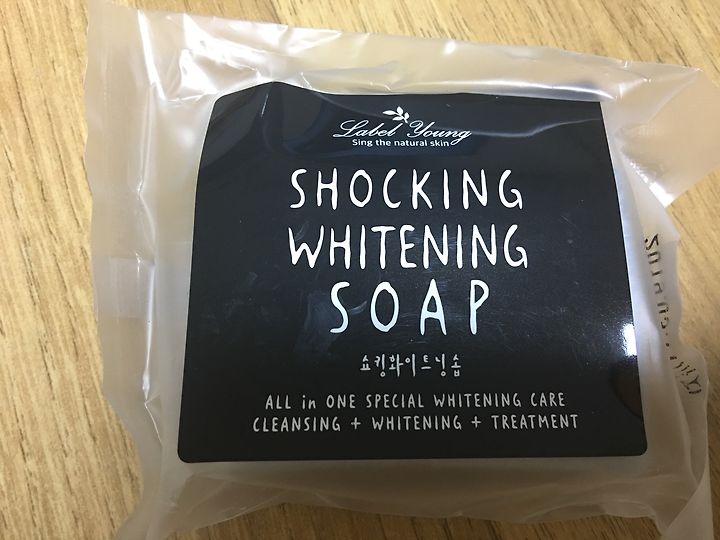 Label Young
Sing the natural skin
SHOCKING
WHITENING
SOAP
쇼킹화이트닝솝
ALL in ONE SPECIAL WHITENING CARE
CLEANSING + WHITENING + TREATMENT